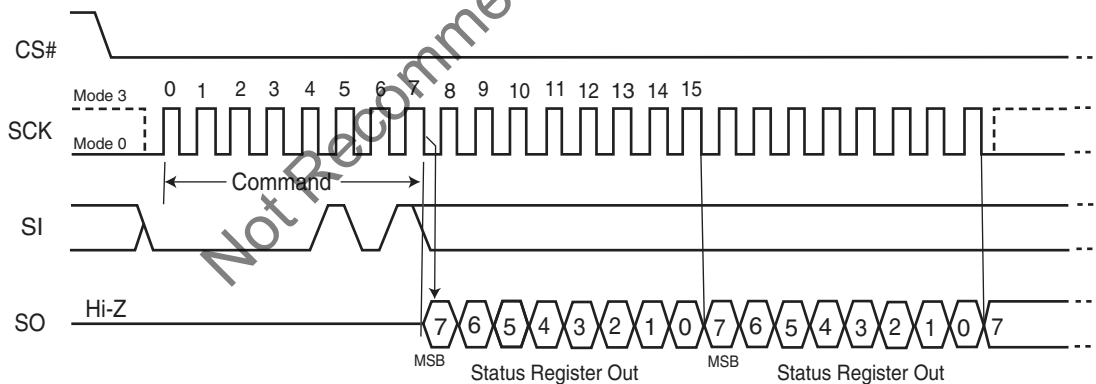 CS#
Mode 3
0 1 2 3 4 5 6 7 8 9 10 11 12 13 14 15
SCK
Mode 0
Command
SI
Hi-Z
SO
7 6 5 4 3 2 1 0 7 6 5 4 3 2 1 0 7
MSB Status Register Out MSB Status Register Out
Not Recomme